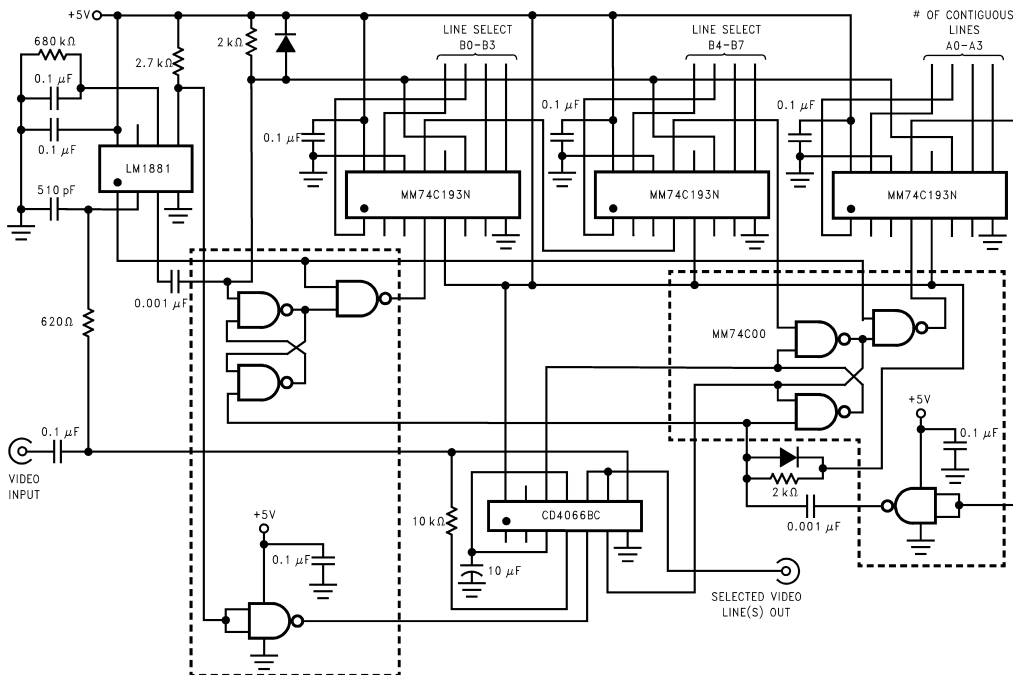 +5V
680 kΩ
0.1 μF
0.1 μF
2.7 kΩ
2 kΩ
LINE SELECT
B0-B3
LINE SELECT
B4-B7
# OF CONTIGUOUS
LINES
A0-A3
0.1 μF
0.1 μF
0.1 μF
LM1881
510 pF
MM74C193N
MM74C193N
MM74C193N
0.001 μF
620Ω
MM74C00
+5V
0.1 μF
0.1 μF
VIDEO
INPUT
2 kΩ
0.001 μF
10 kΩ
CD4066BC
+5V
0.1 μF
10 μF
SELECTED VIDEO
LINE(S) OUT